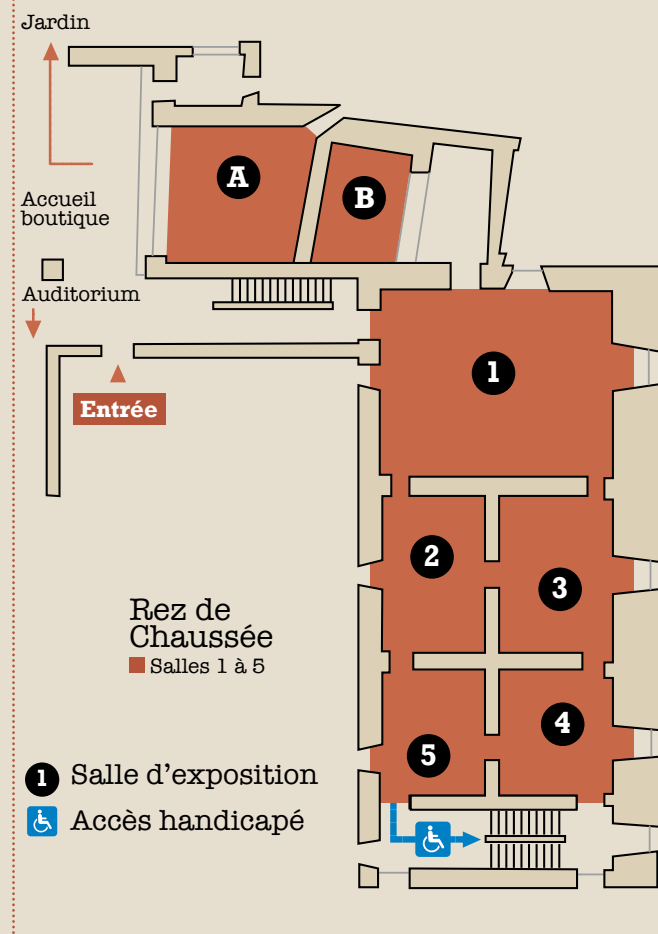 Jardin
A
B
Accueil
boutique
Auditorium
1
Entrée
2
3
Rez de
Chaussée
Salles 1 à 5
4
5
1 Salle d'exposition
Accès handicapé